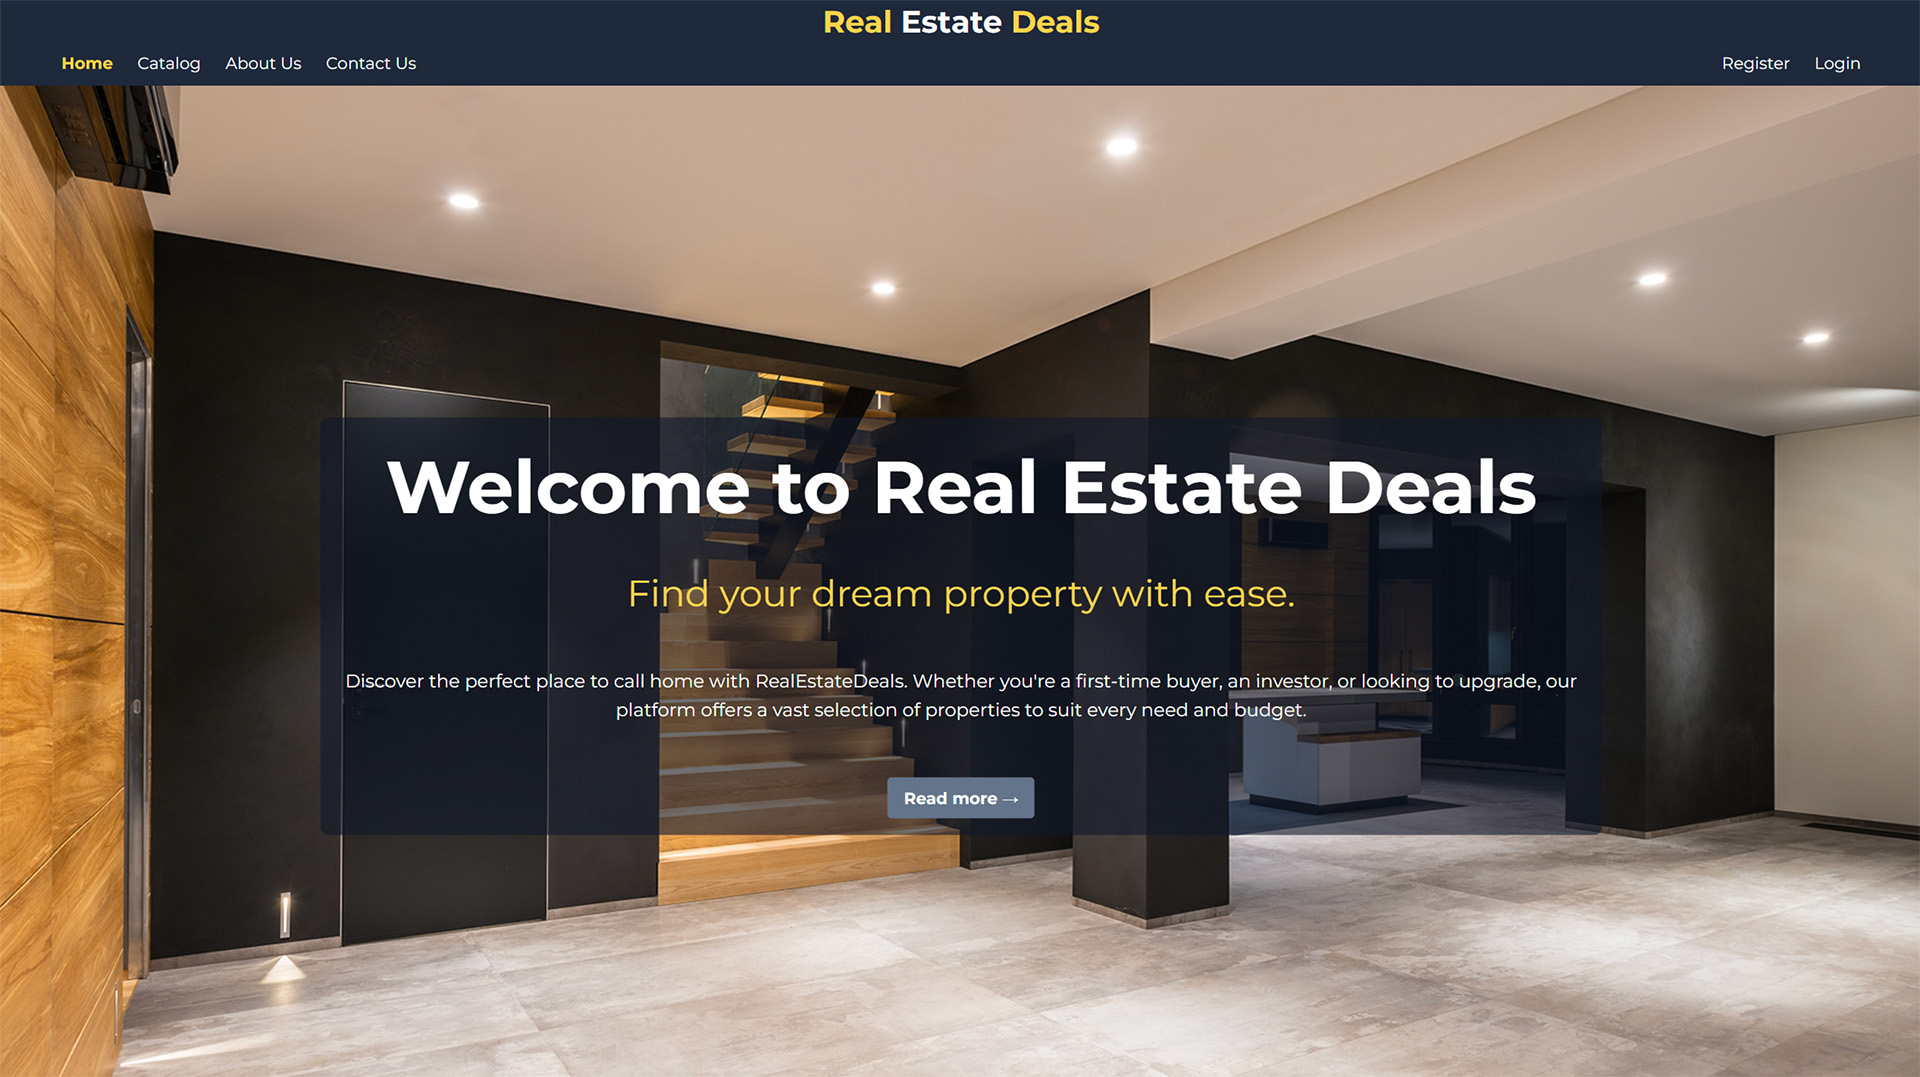 Real Estate Deals
Home Catalog About Us Contact Us Register Login
Welcome to Real Estate Deals
Find your dream property with ease.
Discover the perfect place to call home with RealEstateDeals. Whether you're a first-time buyer, an investor, or looking to upgrade, our
platform offers a vast selection of properties to suit every need and budget.
Read more →